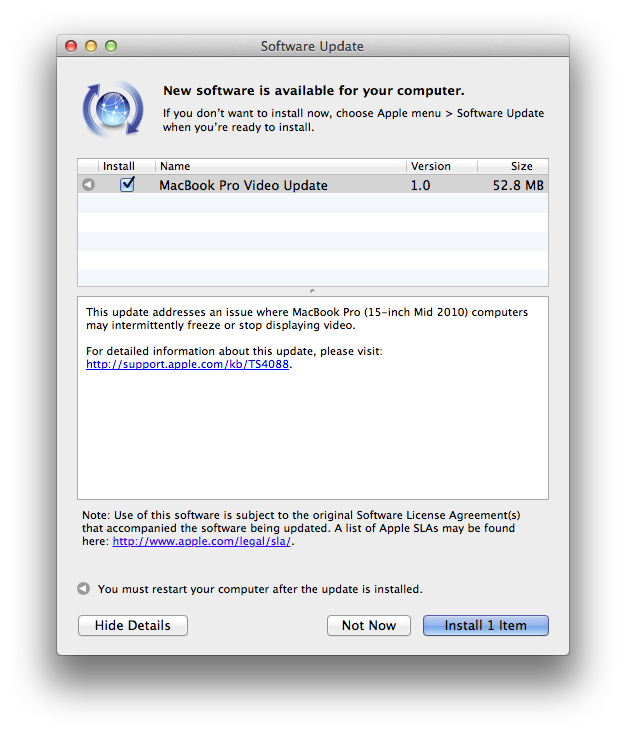 Software Update
New software is available for your computer.
If you don't want to install now, choose Apple menu > Software Update
when you're ready to install.
Install Name Version Size
MacBook Pro Video Update 1.0 52.8 MB
This update addresses an issue where MacBook Pro (15-inch Mid 2010) computers
may intermittently freeze or stop displaying video.
For detailed information about this update, please visit:
http://support.apple.com/kb/TS4088.
Note: Use of this software is subject to the original Software License Agreement(s)
that accompanied the software being updated. A list of Apple SLAs may be found
here: http://www.apple.com/legal/sla/.
You must restart your computer after the update is installed.
Hide Details Not Now Install 1 Item